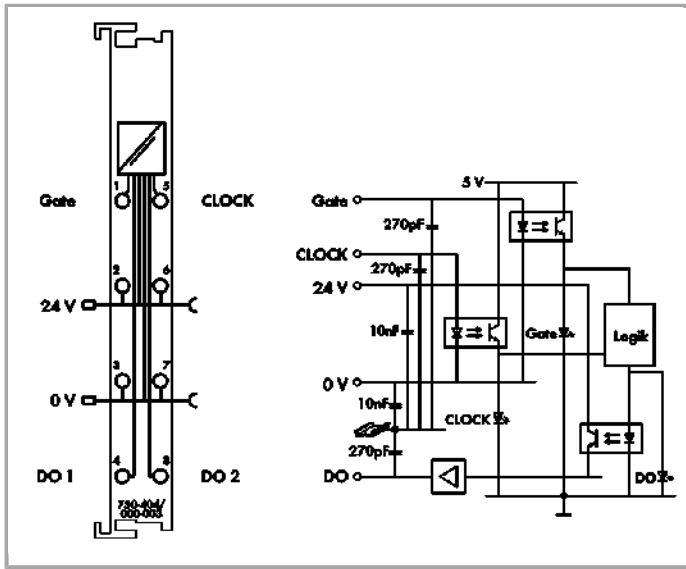 1 5
Gate CLOCK
2 6
24 V
3 7
0 V
4 8
DO 1 DO 2
750-404/
000-003
5 V
Gate
270pF
CLOCK
270pF
24 V
10nF
Gate
Logik
0 V
10nF
CLOCK
270pF
DO
DO